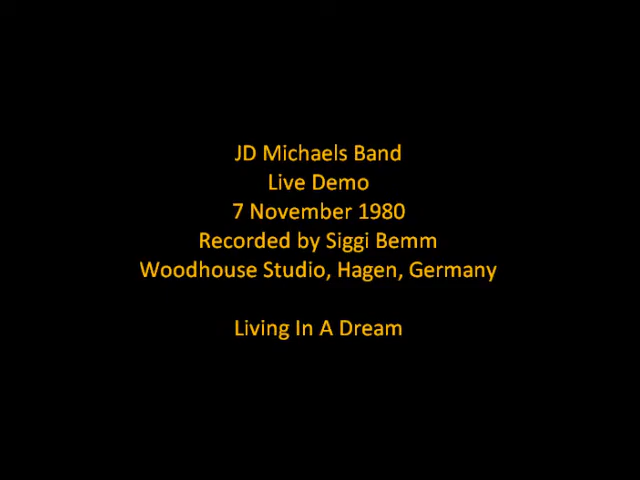 JD Michaels Band
Live Demo
7 November 1980
Recorded by Siggi Bemm
Woodhouse Studio, Hagen, Germany
Living In A Dream